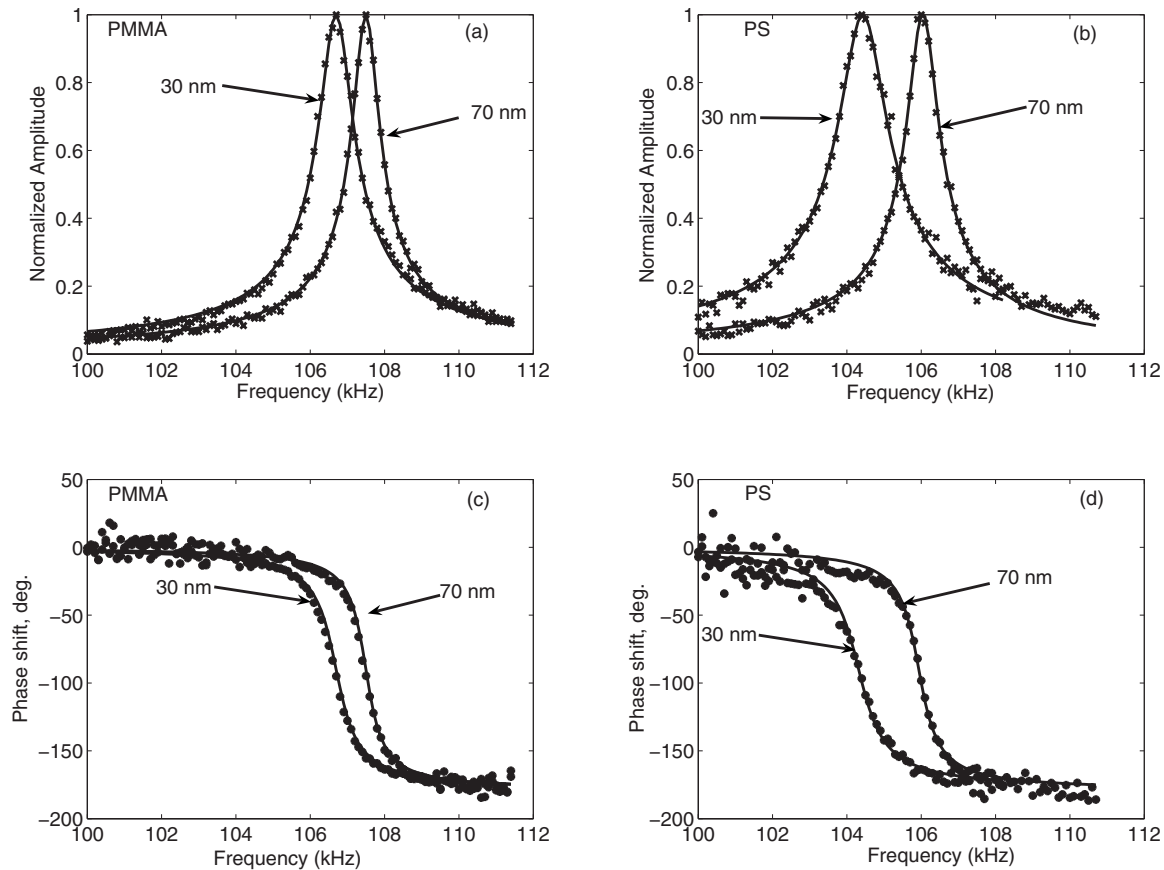 PMMA
(a)
30 nm
70 nm
Normalized Amplitude
1
0.8
0.6
0.4
0.2
0
100 102 104 106 108 110 112
Frequency (kHz)
PS
(b)
30 nm
70 nm
Normalized Amplitude
1
0.8
0.6
0.4
0.2
0
100 102 104 106 108 110 112
Frequency (kHz)
PMMA
(c)
30 nm
70 nm
Phase shift, deg.
50
0
−50
−100
−150
−200
100 102 104 106 108 110 112
Frequency (kHz)
PS
(d)
70 nm
30 nm
Phase shift, deg.
50
0
−50
−100
−150
−200
100 102 104 106 108 110 112
Frequency (kHz)